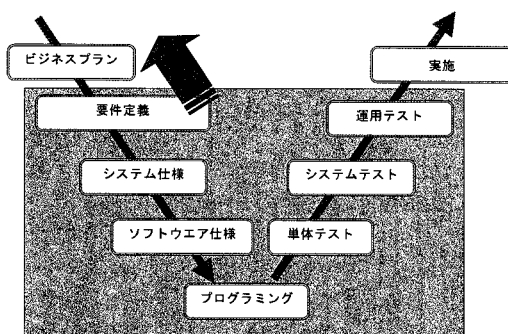 ビジネスプラン
実施
要件定義
運用テスト
システム仕様
システムテスト
ソフトウエア仕様
単体テスト
プログラミング